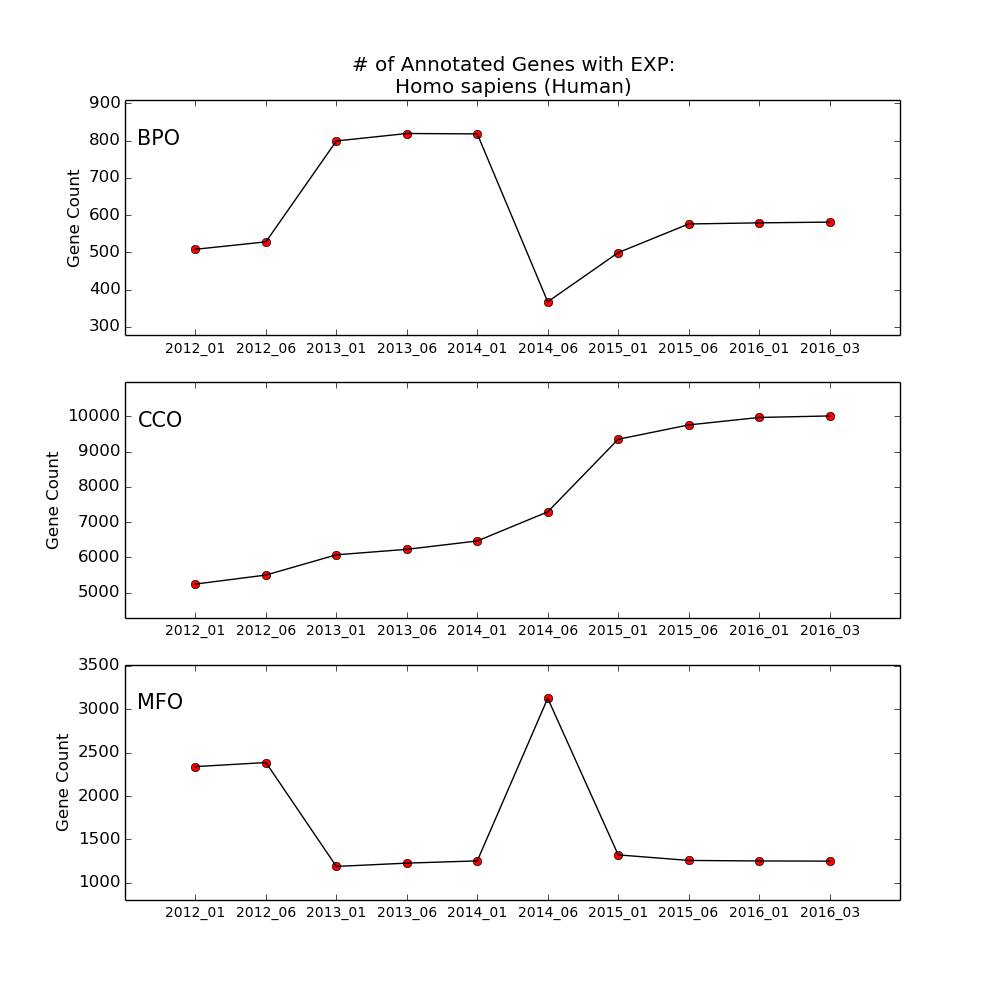 # of Annotated Genes with EXP:
Homo sapiens (Human)
900
800
700
600
500
400
300
BPO
Gene Count
2012_01 2012_06 2013_01 2013_06 2014_01 2014_06 2015_01 2015_06 2016_01 2016_03
10000
9000
8000
7000
6000
5000
CCO
Gene Count
2012_01 2012_06 2013_01 2013_06 2014_01 2014_06 2015_01 2015_06 2016_01 2016_03
3500
3000
2500
2000
1500
1000
MFO
Gene Count
2012_01 2012_06 2013_01 2013_06 2014_01 2014_06 2015_01 2015_06 2016_01 2016_03